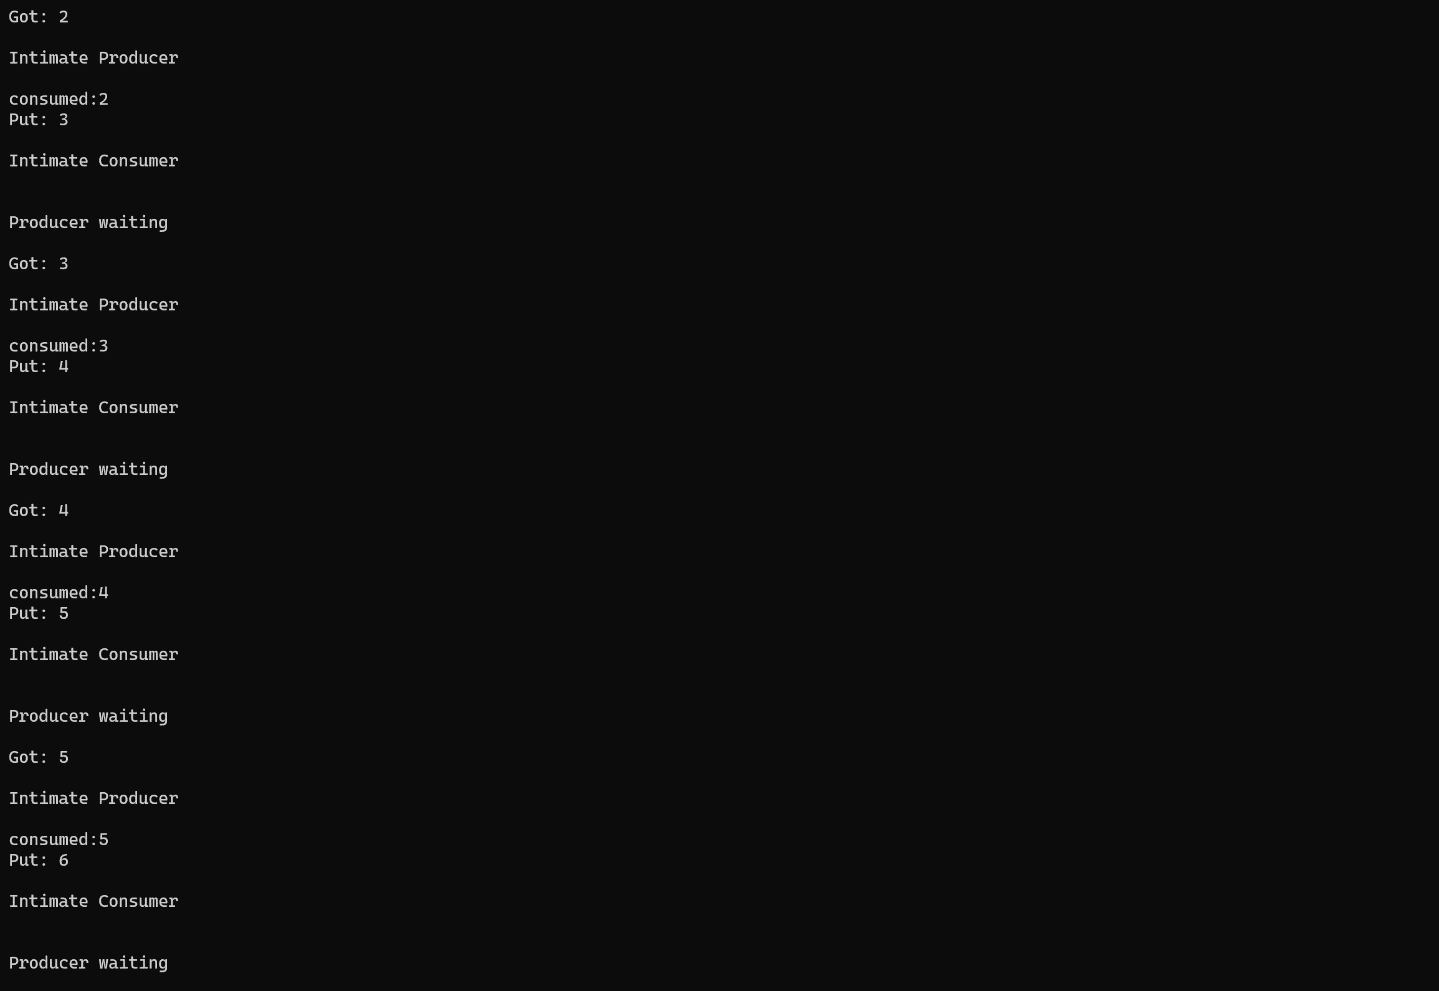 Got: 2
Intimate Producer
consumed:2
Put: 3
Intimate Consumer
Producer waiting
Got: 3
Intimate Producer
consumed:3
Put: 4
Intimate Consumer
Producer waiting
Got: 4
Intimate Producer
consumed:4
Put: 5
Intimate Consumer
Producer waiting
Got: 5
Intimate Producer
consumed:5
Put: 6
Intimate Consumer
Producer waiting